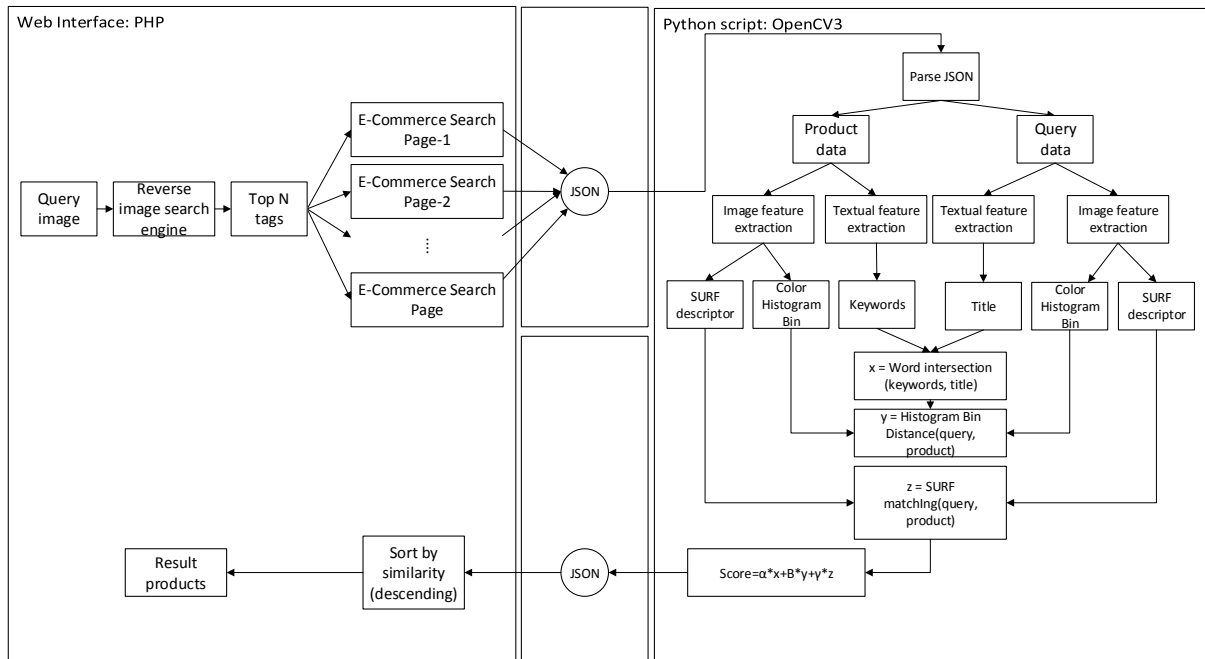 Web Interface: PHP
Query
image
Reverse
image search
engine
Top N
tags
E-Commerce Search
Page-1
E-Commerce Search
Page-2
...
E-Commerce Search
Page
JSON
Python script: OpenCV3
Parse JSON
Product
data
Query
data
Image feature
extraction
Textual feature
extraction
Textual feature
extraction
Image feature
extraction
SURF
descriptor
Color
Histogram
Bin
Keywords
Title
Color
Histogram
Bin
SURF
descriptor
x = Word intersection
(keywords, title)
y = Histogram Bin
Distance(query,
product)
z = SURF
matchIng(query,
product)
Score=α*x+B*y+γ*z
JSON
Sort by
similarity
(descending)
Result
products